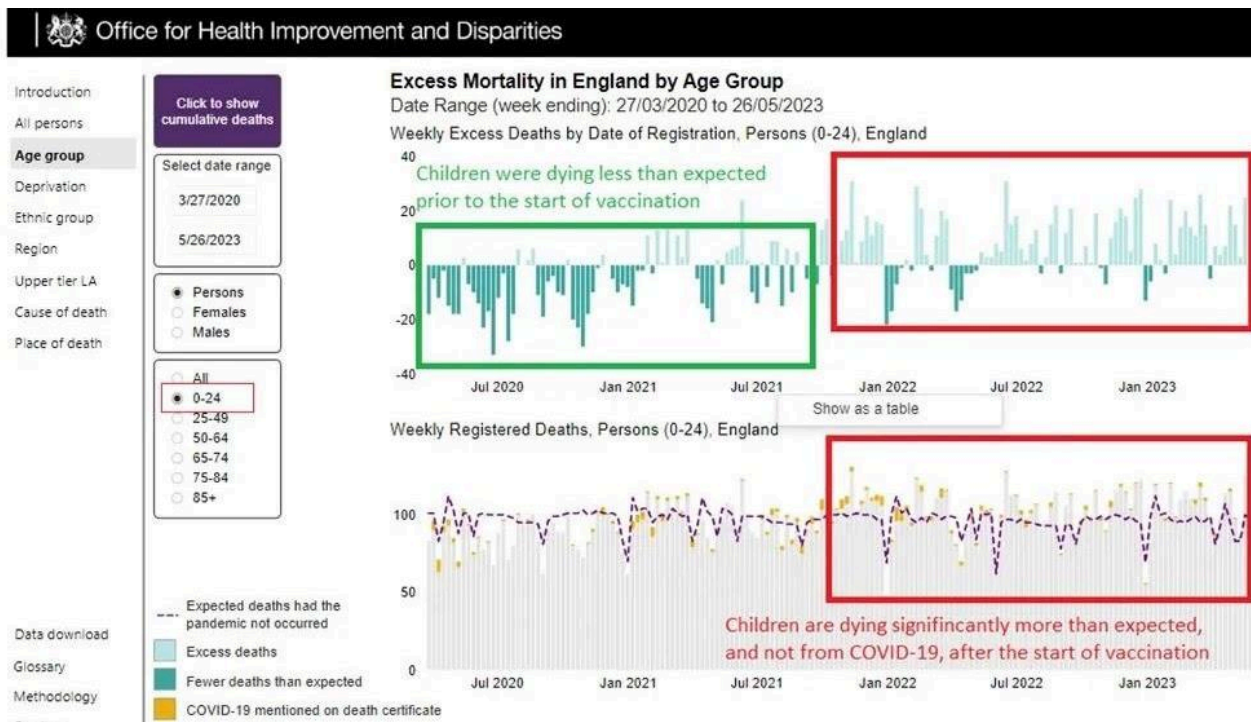 Office for Health Improvement and Disparities
Introduction
All persons
Age group
Deprivation
Ethnic group
Region
Upper tier LA
Cause of death
Place of death
Data download
Glossary
Methodology
Click to show
cumulative deaths
Select date range
3/27/2020
5/26/2023
Persons
Females
Males
All
0-24
25-49
50-64
65-74
75-84
85+
Expected deaths had the
pandemic not occurred
Excess deaths
Fewer deaths than expected
COVID-19 mentioned on death certificate
Excess Mortality in England by Age Group
Date Range (week ending): 27/03/2020 to 26/05/2023
Weekly Excess Deaths by Date of Registration, Persons (0-24), England
40
20
0
-20
-40
Children were dying less than expected
prior to the start of vaccination
Jul 2020
Jan 2021
Jul 2021
Jan 2022
Jul 2022
Jan 2023
Show as a table
Weekly Registered Deaths, Persons (0-24), England
100
50
0
Children are dying signifincantly more than expected,
and not from COVID-19, after the start of vaccination
Jul 2020
Jan 2021
Jul 2021
Jan 2022
Jul 2022
Jan 2023